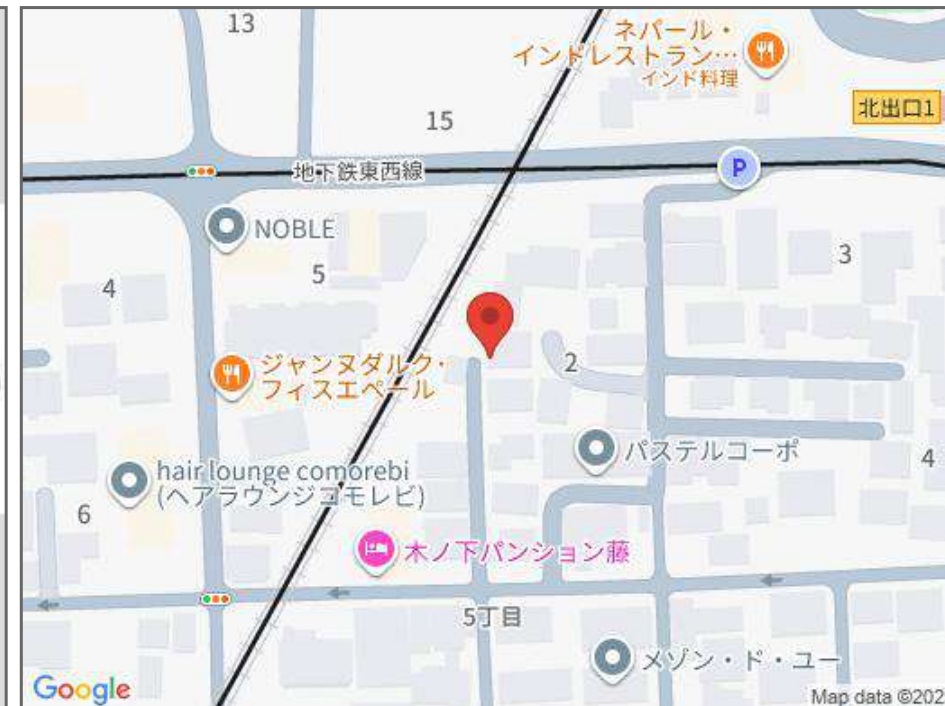 13
ネパール・
インドレストラン…
インド料理
北出口1
15
地下鉄東西線
P
NOBLE
3
4
5
ジャンヌダルク・
フィスエペール
2
hair lounge comorebi
(ヘアラウンジコモレビ)
パステルコーポ
4
6
木ノ下パンション藤
5丁目
メゾン・ド・ユー
Google
Map data ©202